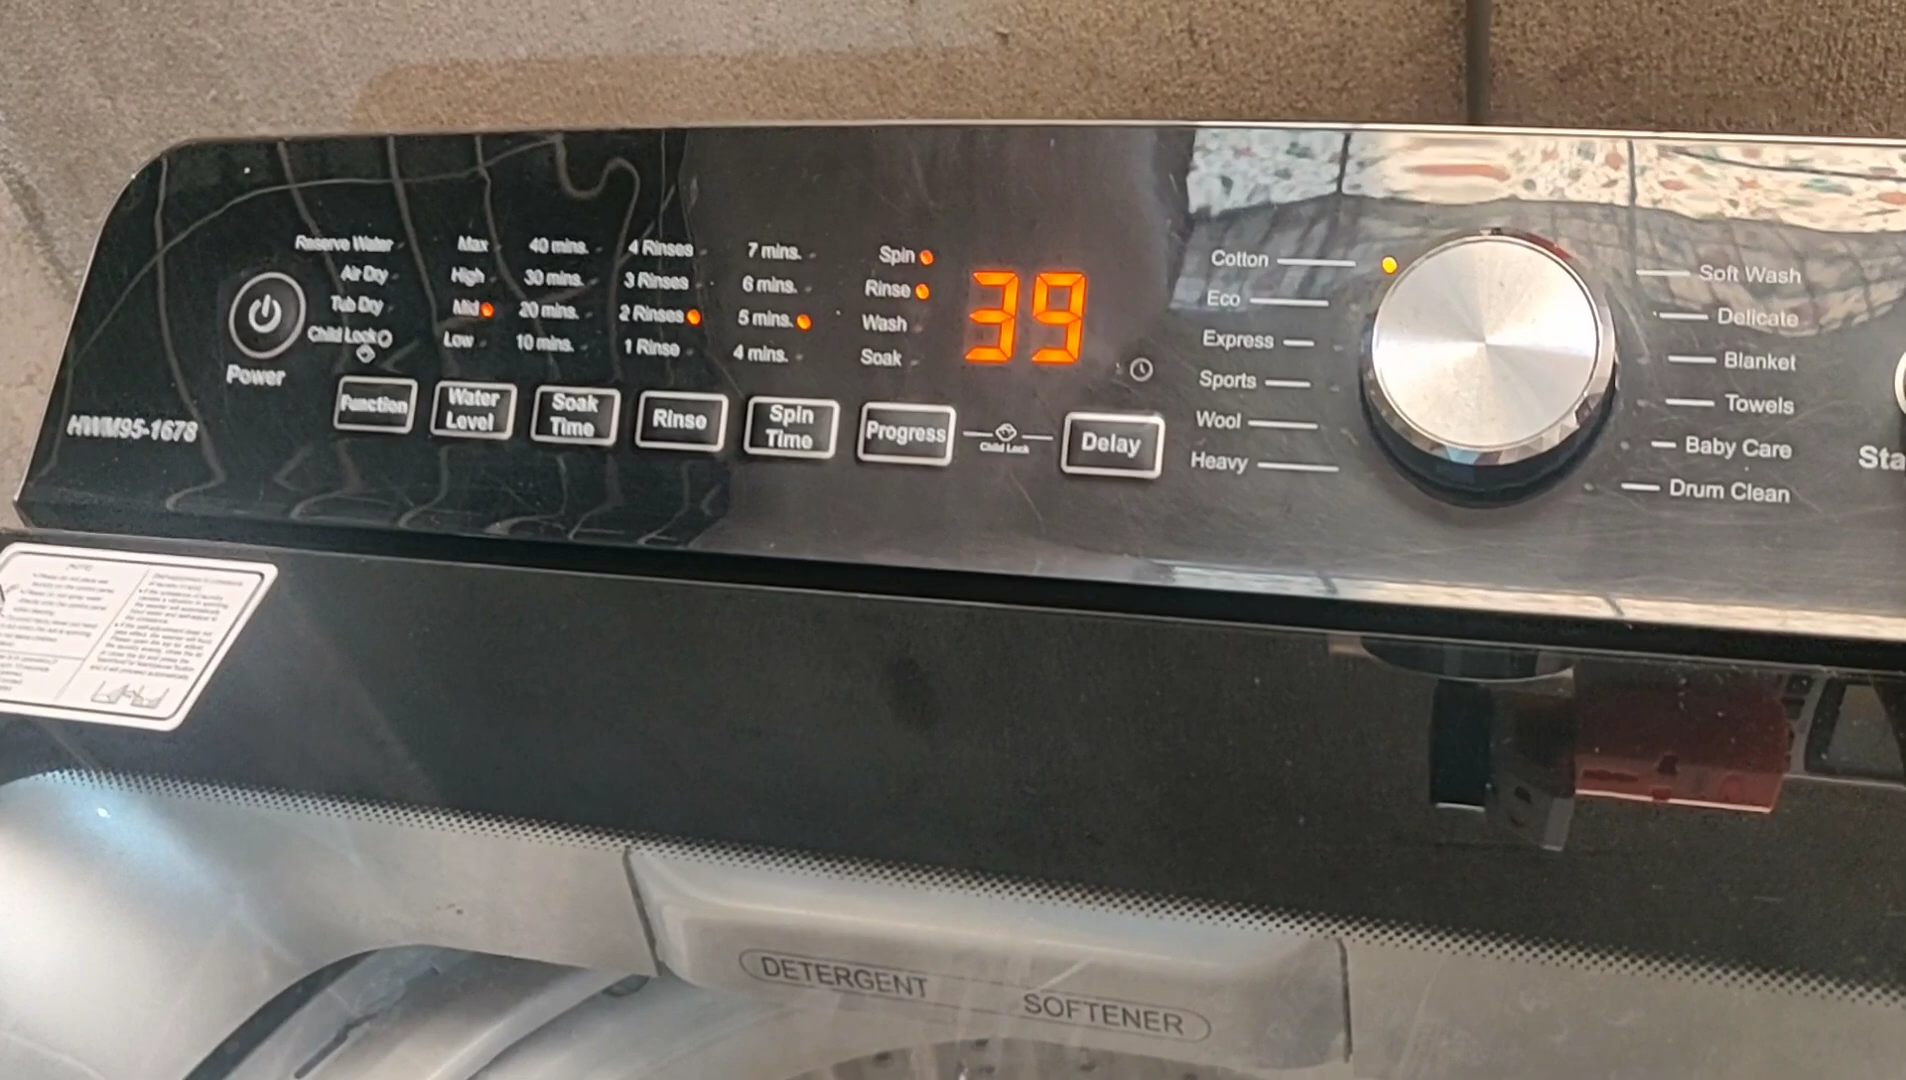 Reserve Water
Air Dry
Tub Dry
Child Lock
Power
HWM95-1678
Function
Max
High
Mid
Low
Water
Level
40 mins.
30 mins.
20 mins.
10 mins.
Soak
Time
4 Rinses
3 Rinses
2 Rinses
1 Rinse
Rinse
7 mins.
6 mins.
5 mins.
4 mins.
Spin
Time
Spin
Rinse
Wash
Soak
Progress
39
Child Lock
Delay
Cotton
Eco
Express
Sports
Wool
Heavy
Soft Wash
Delicate
Blanket
Towels
Baby Care
Drum Clean
Sta
DETERGENT
SOFTENER